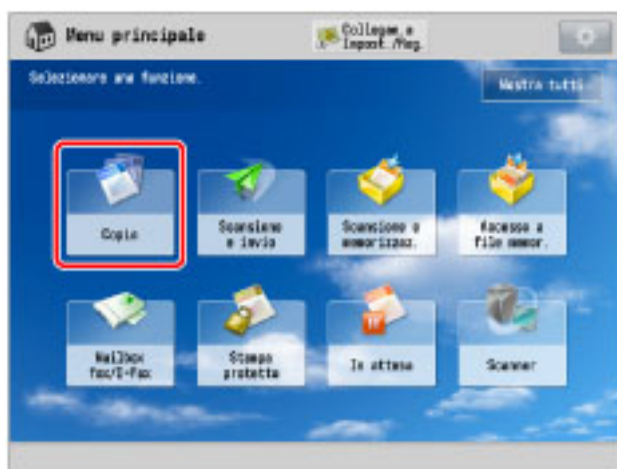 Menu principale
Collegam. a
Impost./Reg.
Selezionare una funzione.
Mostra tutti
Copia
Scansione
e invio
Scansione e
memorizzaz.
Accesso a
file memor.
Mailbox
fax/I-Fax
Stampa
protetta
In attesa
Scanner